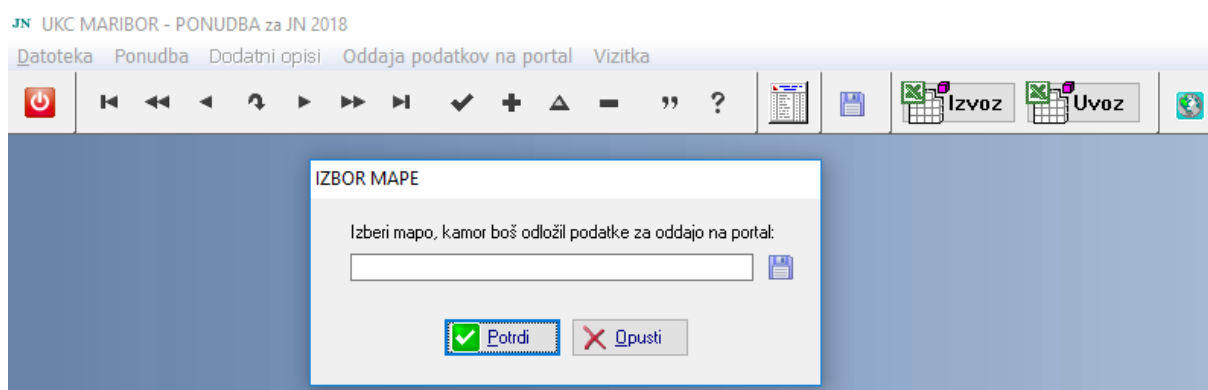 JN UKC MARIBOR - PONUDBA za JN 2018
Datoteka Ponudba Dodatni opisi Oddaja podatkov na portal Vizitka
Izvoz Uvoz
IZBOR MAPE
Izberi mapo, kamor boš odložil podatke za oddajo na portal:
Potrdi Opusti